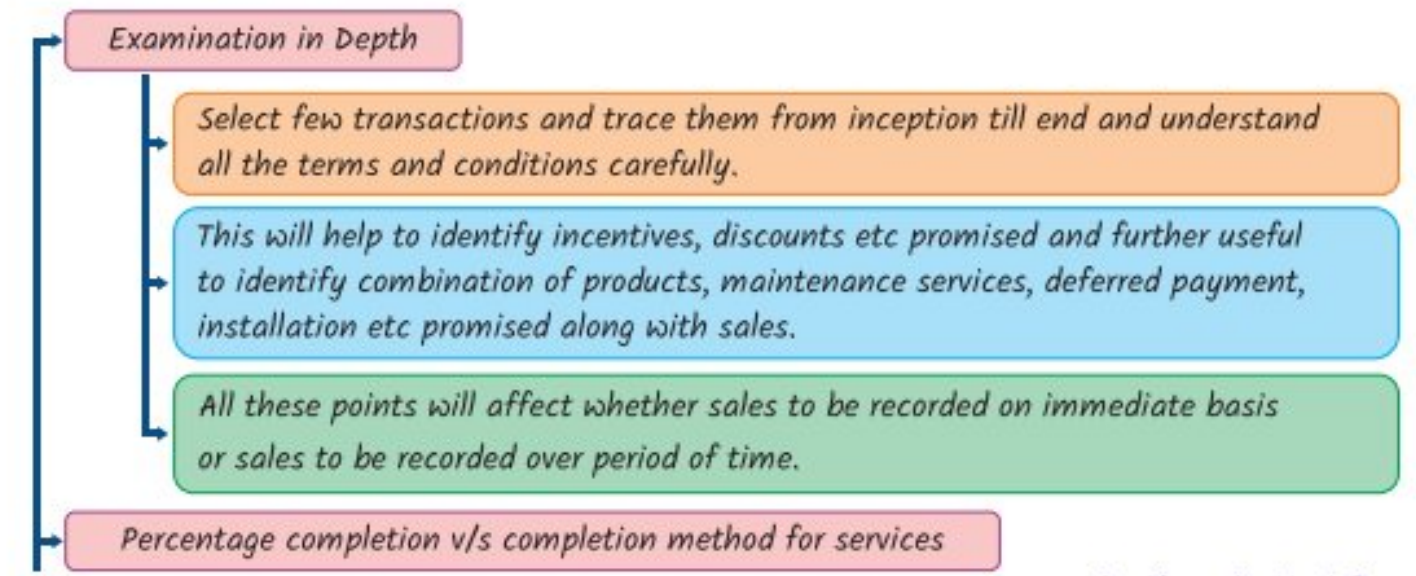 Examination in Depth
Select few transactions and trace them from inception till end and understand
all the terms and conditions carefully.
This will help to identify incentives, discounts etc promised and further useful
to identify combination of products, maintenance services, deferred payment,
installation etc promised along with sales.
All these points will affect whether sales to be recorded on immediate basis
or sales to be recorded over period of time.
Percentage completion v/s completion method for services